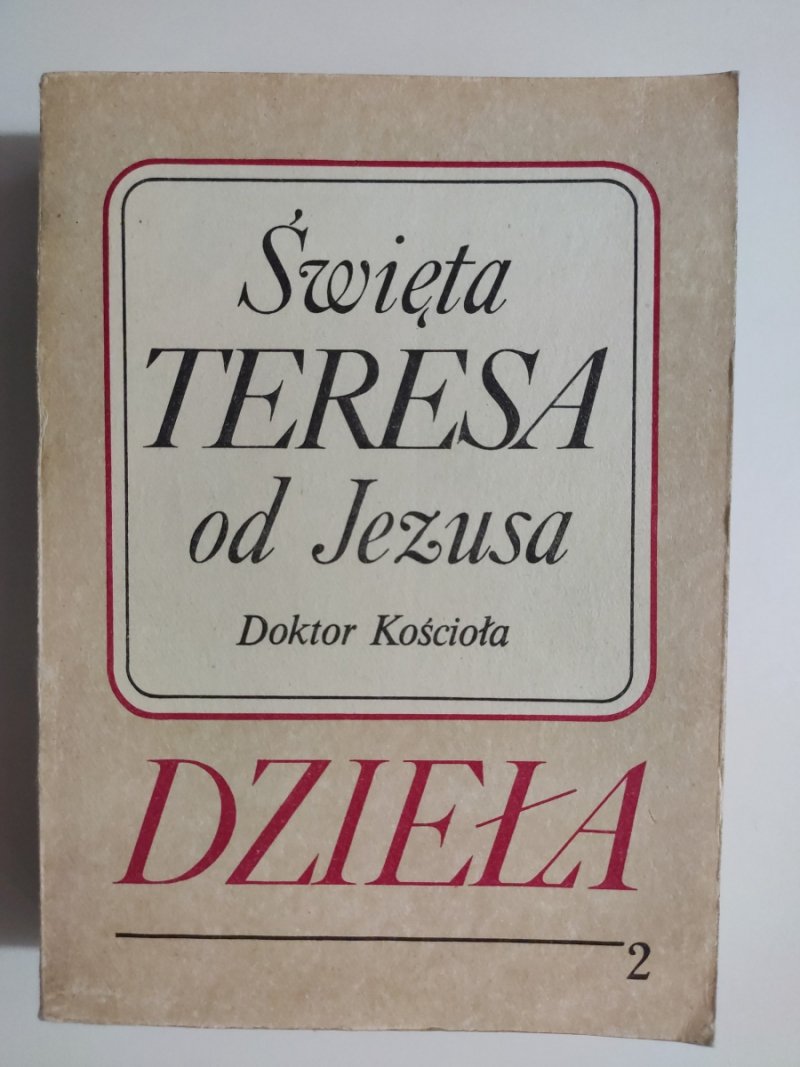 Święta
TERESA
od Jezusa
Doktor Kościoła
DZIEŁA
2